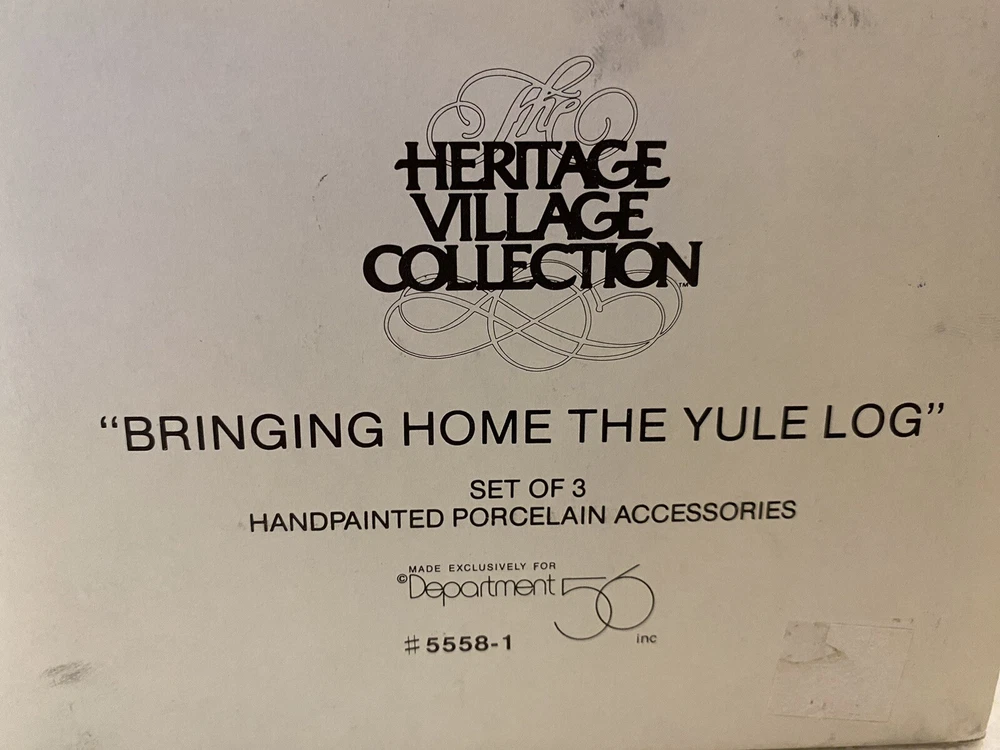 The
HERITAGE
VILLAGE
COLLECTION™
“BRINGING HOME THE YULE LOG”
SET OF 3
HANDPAINTED PORCELAIN ACCESSORIES
MADE EXCLUSIVELY FOR
©Department 56
inc
#5558-1